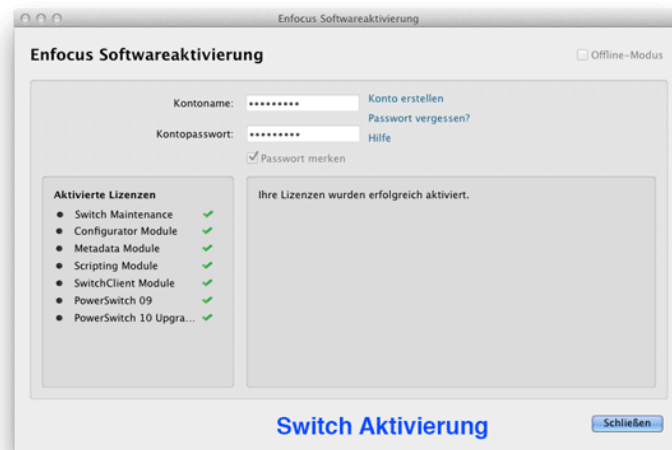 Enfocus Softwareaktivierung
Enfocus Softwareaktivierung
Offline-Modus
Kontoname:
•••••••••
Konto erstellen
Passwort vergessen?
Kontopasswort:
•••••••••
Hilfe
Passwort merken
Aktivierte Lizenzen
Switch Maintenance
Configurator Module
Metadata Module
Scripting Module
SwitchClient Module
PowerSwitch 09
PowerSwitch 10 Upgra...
Ihre Lizenzen wurden erfolgreich aktiviert.
Switch Aktivierung
Schließen